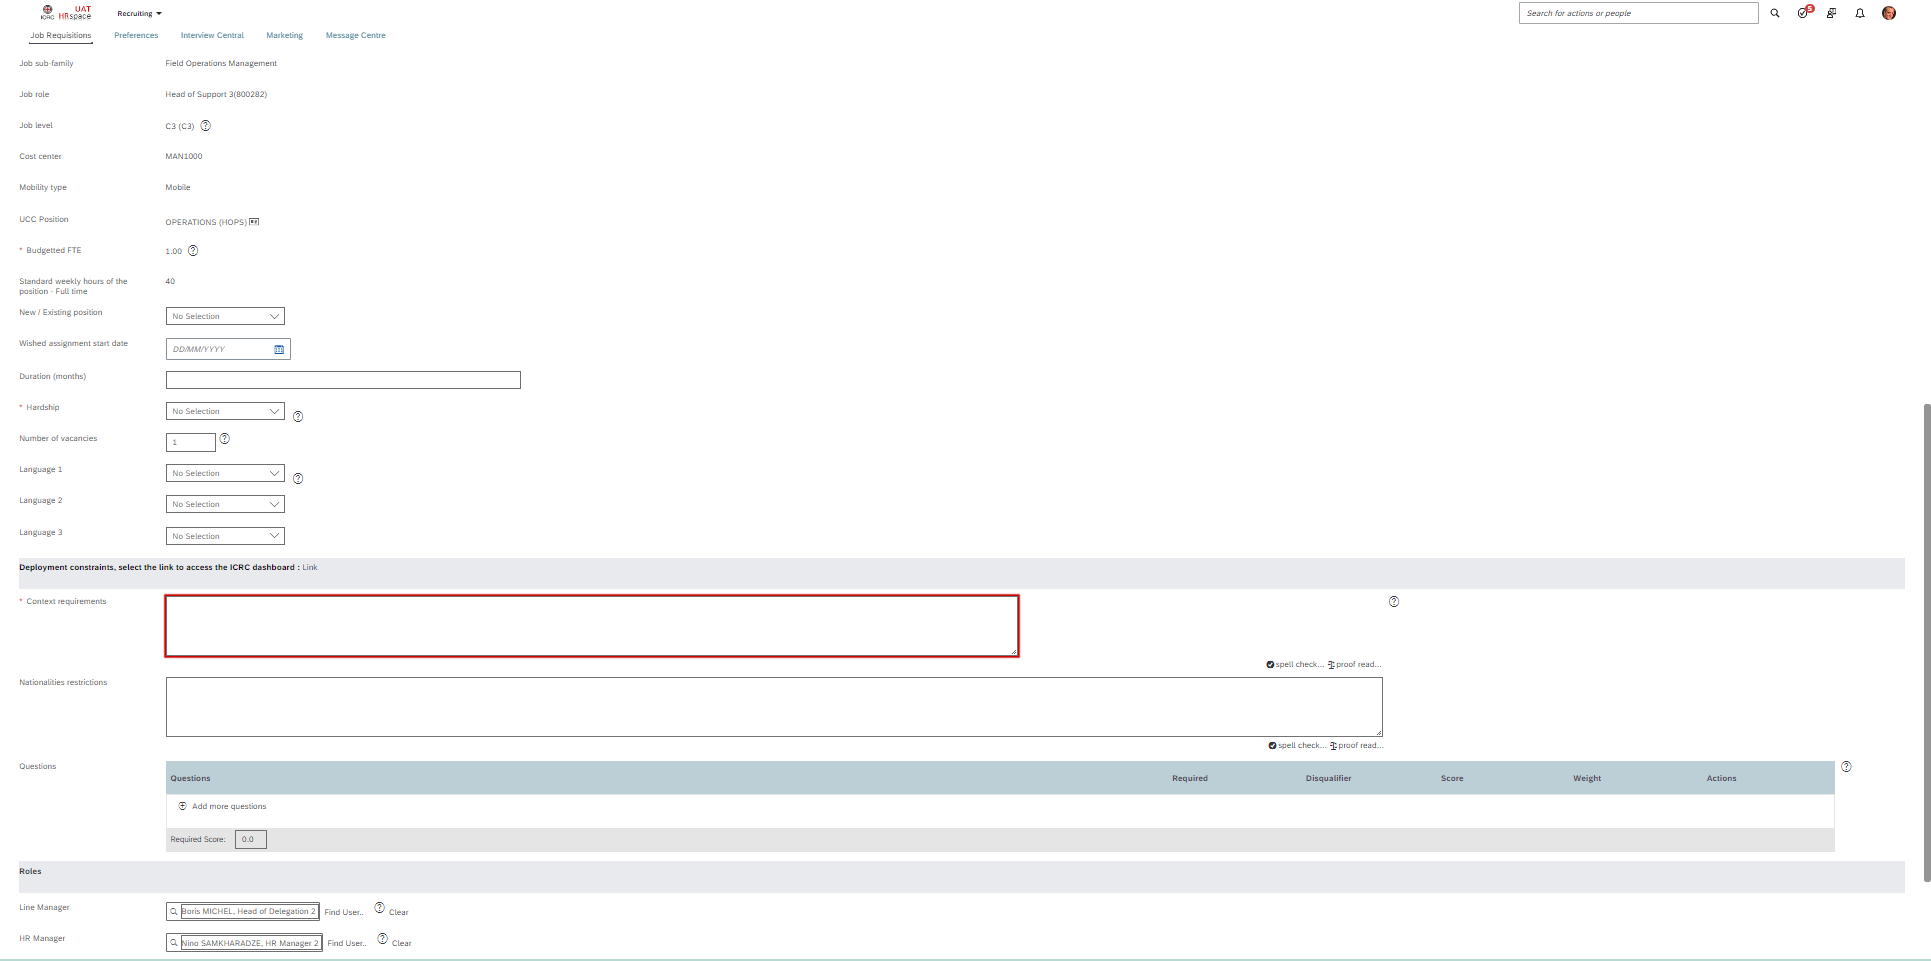 ICRC
UAT
HRspace
Recruiting
Search for actions or people
5
Job Requisitions
Preferences
Interview Central
Marketing
Message Centre
Job sub-family
Field Operations Management
Job role
Head of Support 3(800282)
Job level
C3 (C3)
Cost center
MAN1000
Mobility type
Mobile
UCC Position
OPERATIONS (HOPS)
* Budgetted FTE
1.00
Standard weekly hours of the
position - Full time
40
New / Existing position
No Selection
Wished assignment start date
DD/MM/YYYY
Duration (months)
* Hardship
No Selection
Number of vacancies
1
Language 1
No Selection
Language 2
No Selection
Language 3
No Selection
Deployment constraints, select the link to access the ICRC dashboard : Link
* Context requirements
spell check... proof read...
Nationalities restrictions
spell check... proof read...
Questions
Questions
Required
Disqualifier
Score
Weight
Actions
Add more questions
Required Score:
0.0
Roles
Line Manager
Boris MICHEL, Head of Delegation 2
Find User..
Clear
HR Manager
Nino SAMKHARADZE, HR Manager 2
Find User..
Clear